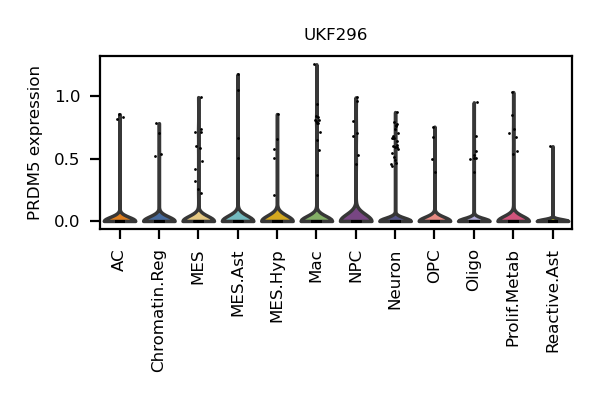 UKF296
PRDM5 expression
1.0
0.5
0.0
AC
Chromatin.Reg
MES
MES.Ast
MES.Hyp
Mac
NPC
Neuron
OPC
Oligo
Prolif.Metab
Reactive.Ast